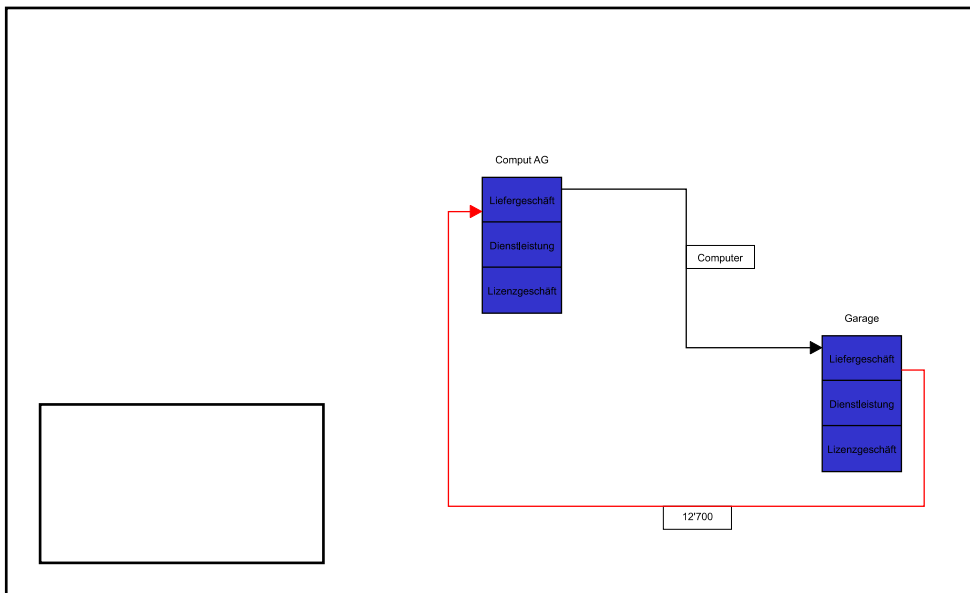 Comput AG
Liefergeschäft
Dienstleistung
Lizenzgeschäft
Computer
Garage
Liefergeschäft
Dienstleistung
Lizenzgeschäft
12'700